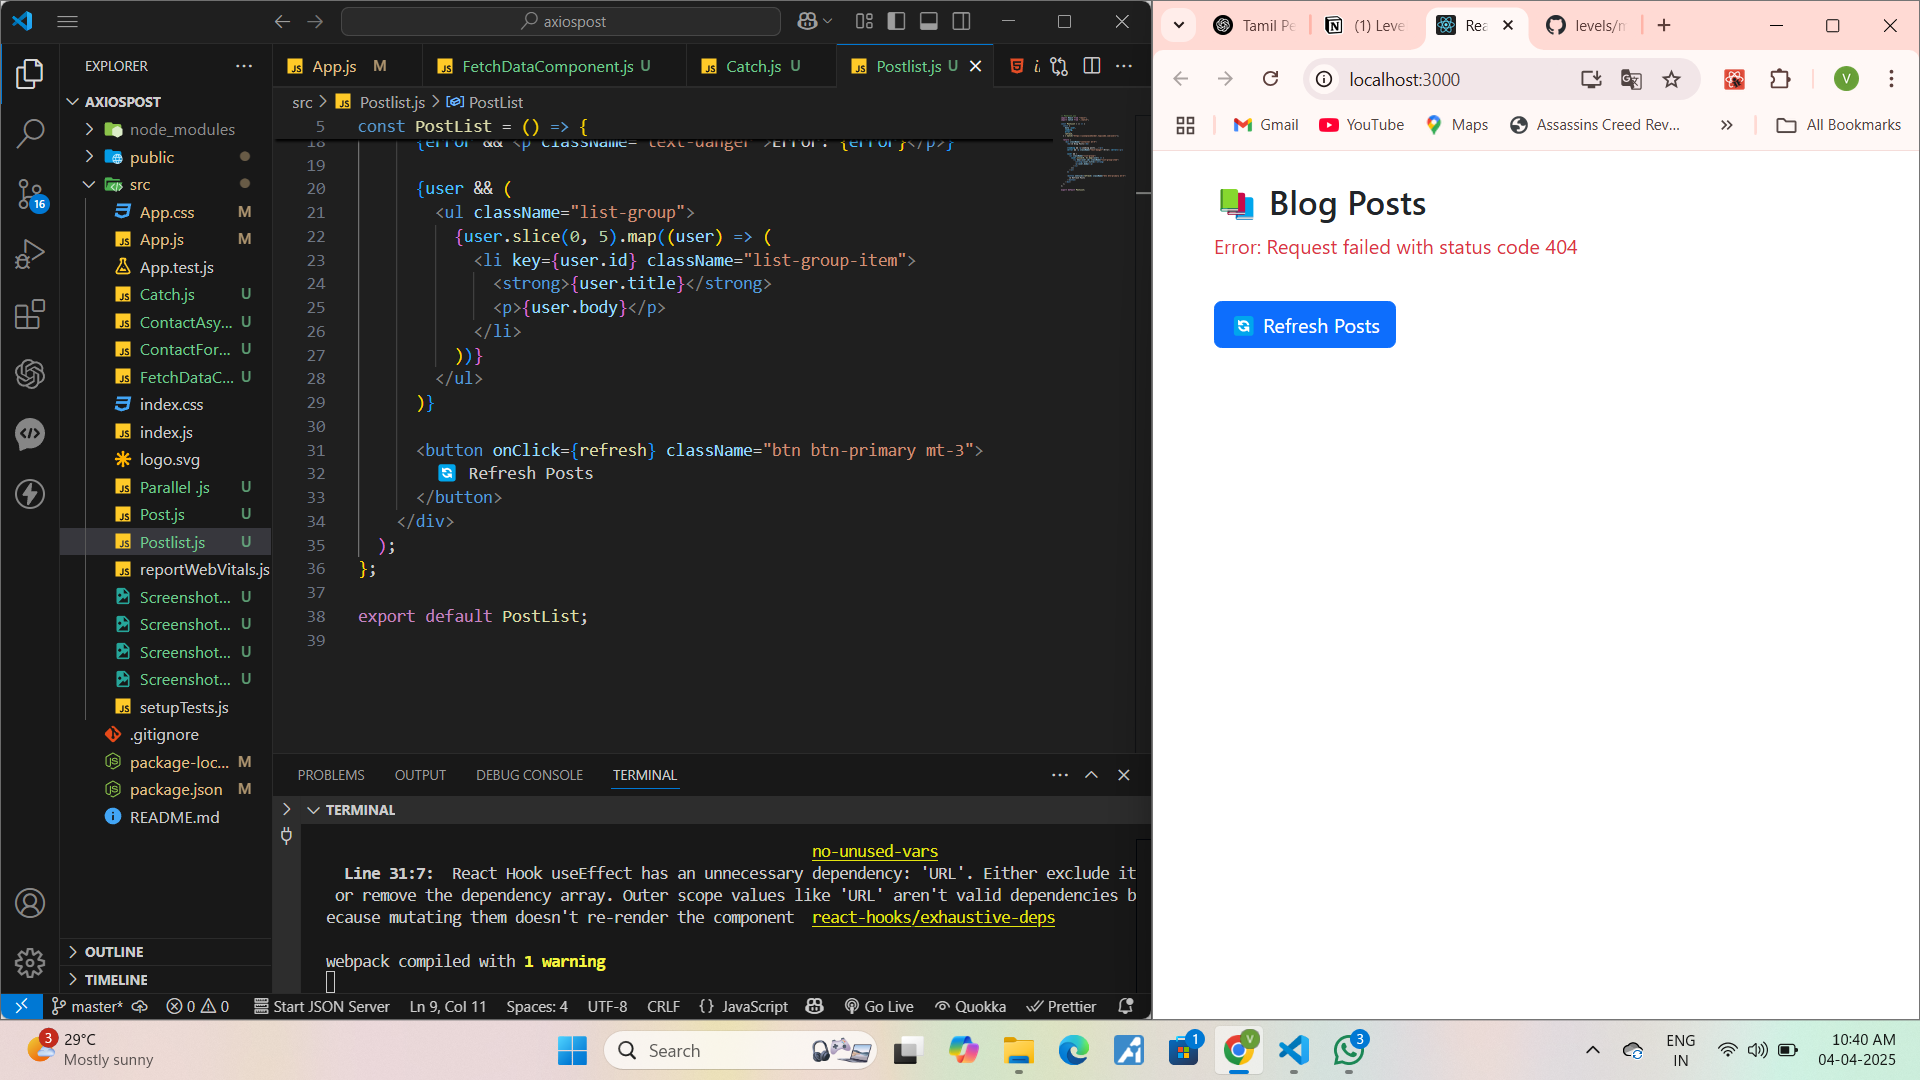 axiospost
EXPLORER
AXIOSPOST
node_modules
public
src
App.css M
App.js M
App.test.js
Catch.js U
ContactAsy... U
ContactFor... U
FetchDataC... U
index.css
index.js
logo.svg
Parallel .js U
Post.js U
Postlist.js U
reportWebVitals.js
Screenshot... U
Screenshot... U
Screenshot... U
Screenshot... U
setupTests.js
.gitignore
package-loc... M
package.json M
README.md
OUTLINE
TIMELINE
16
App.js M
FetchDataComponent.js U
Catch.js U
Postlist.js U
src > Postlist.js > PostList
5 const PostList = () => {
18 {error && <p className="text-danger">Error: {error}</p>}
19
20 {user && (
21 <ul className="list-group">
22 {user.slice(0, 5).map((user) => (
23 <li key={user.id} className="list-group-item">
24 <strong>{user.title}</strong>
25 <p>{user.body}</p>
26 </li>
27 ))}
28 </ul>
29 )}
30
31 <button onClick={refresh} className="btn btn-primary mt-3">
32 🔄 Refresh Posts
33 </button>
34 </div>
35 );
36 };
37
38 export default PostList;
39
PROBLEMS OUTPUT DEBUG CONSOLE TERMINAL
TERMINAL
no-unused-vars
Line 31:7: React Hook useEffect has an unnecessary dependency: 'URL'. Either exclude it
or remove the dependency array. Outer scope values like 'URL' aren't valid dependencies b
ecause mutating them doesn't re-render the component react-hooks/exhaustive-deps
webpack compiled with 1 warning
master* 0 0 Start JSON Server Ln 9, Col 11 Spaces: 4 UTF-8 CRLF {} JavaScript Go Live Quokka Prettier
Tamil Pe
(1) Leve
Rea
levels/m
localhost:3000
V
Gmail YouTube Maps Assassins Creed Rev... » All Bookmarks
📚 Blog Posts
Error: Request failed with status code 404
🔄 Refresh Posts
3
29°C
Mostly sunny
Search
1
V
3
ENG
IN
10:40 AM
04-04-2025